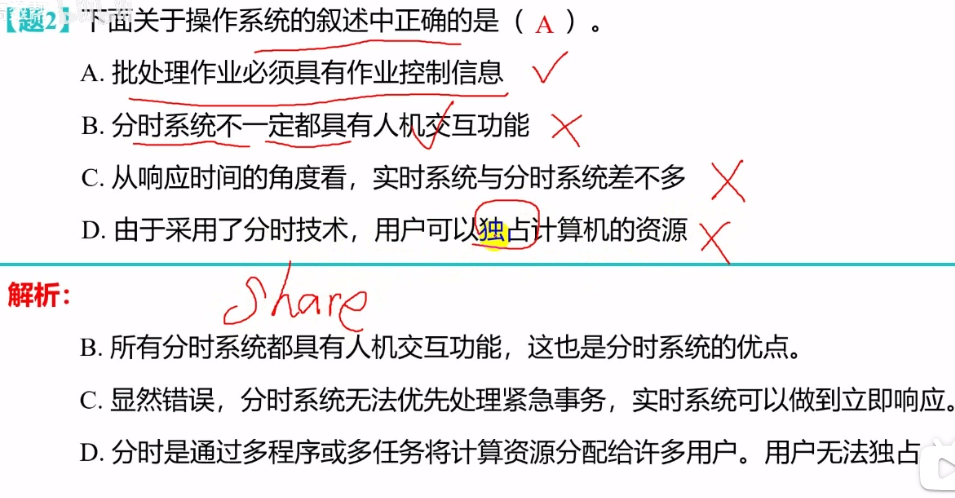 【题2】下面关于操作系统的叙述中正确的是（ A ）。
A. 批处理作业必须具有作业控制信息
B. 分时系统不一定都具有人机交互功能
C. 从响应时间的角度看，实时系统与分时系统差不多
D. 由于采用了分时技术，用户可以独占计算机的资源
解析：
share
B. 所有分时系统都具有人机交互功能，这也是分时系统的优点。
C. 显然错误，分时系统无法优先处理紧急事务，实时系统可以做到立即响应。
D. 分时是通过多程序或多任务将计算资源分配给许多用户。用户无法独占